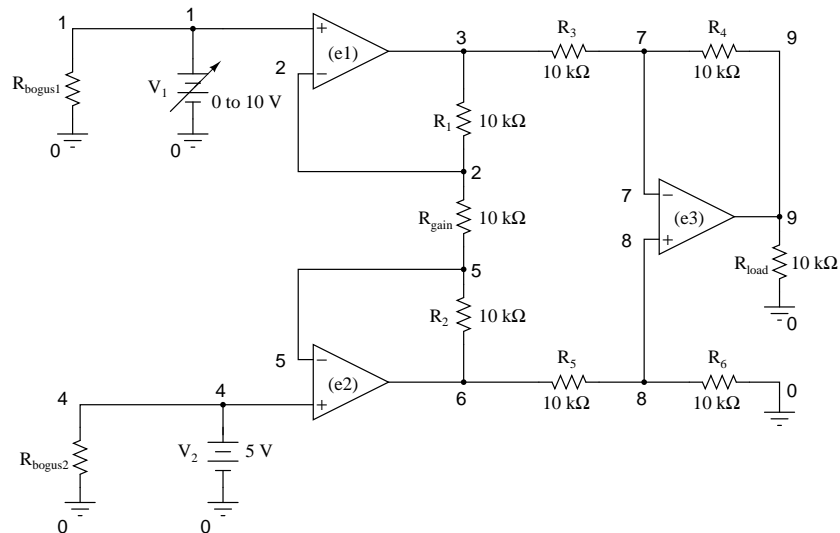 1
1
+
(e1)
3
R3
7
R4
9
2
−
10 kΩ
10 kΩ
Rbogus1
V1
0 to 10 V
R1
10 kΩ
0
0
2
7
−
(e3)
9
Rgain
10 kΩ
8
+
5
Rload
10 kΩ
R2
10 kΩ
0
5
−
(e2)
R5
R6
0
4
4
+
6
10 kΩ
8
10 kΩ
Rbogus2
V2
5 V
0
0